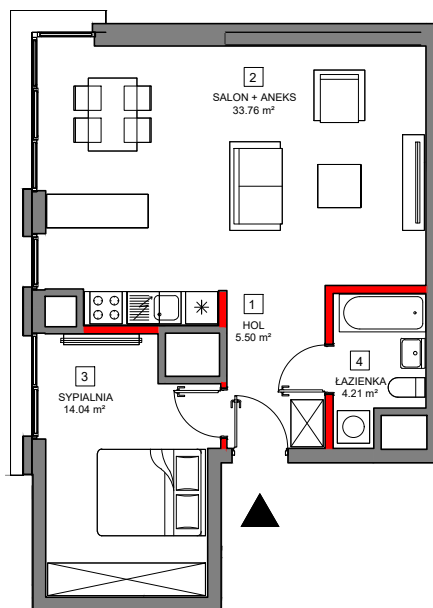 2
SALON + ANEKS
33.76 m²
1
HOL
5.50 m²
3
SYPIALNIA
14.04 m²
4
ŁAZIENKA
4.21 m²